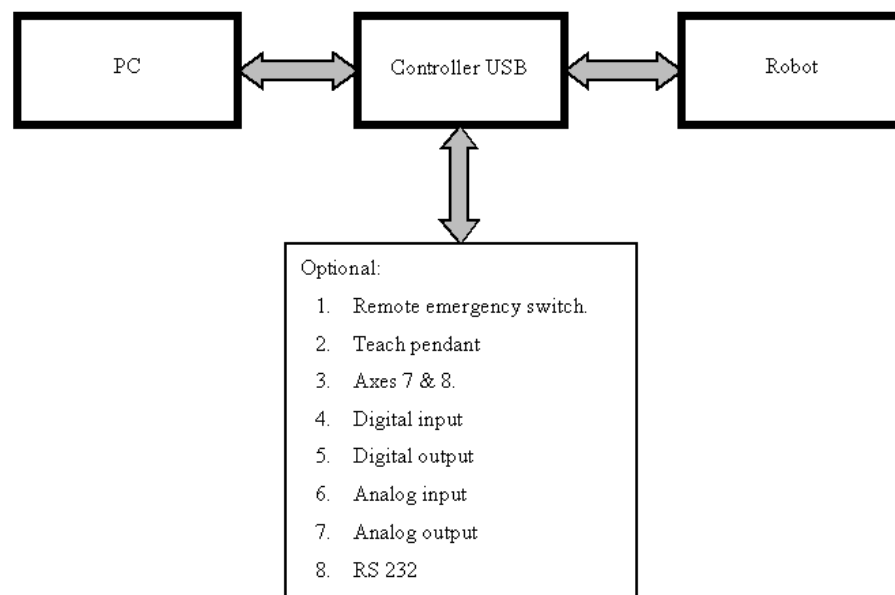 PC
Controller USB
Robot
Optional:
1. Remote emergency switch.
2. Teach pendant
3. Axes 7 & 8.
4. Digital input
5. Digital output
6. Analog input
7. Analog output
8. RS 232